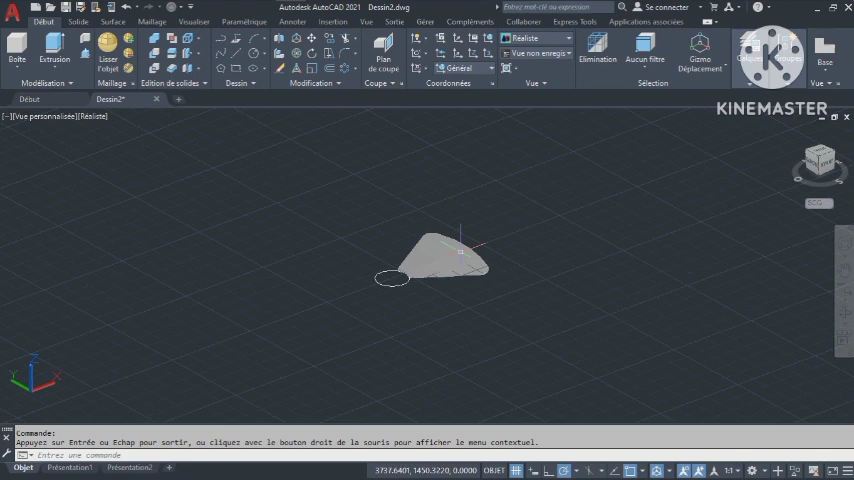 Autodesk AutoCAD 2021 Dessin2.dwg
Entrez mot-clé ou expression
Se connecter
Début Solide Surface Maillage Visualiser Paramétrique Insertion Annoter Vue Sortie Gérer Compléments Collaborer Express Tools Applications associées
Boîte
Extrusion
Lisser
l'objet
Plan
de coupe
Réaliste
Vue non enregis
Général
Elimination
Aucun filtre
Gizmo
Déplacement
Calques
Groupes
Base
Modélisation
Maillage
Edition de solides
Dessin
Modification
Coupe
Coordonnées
Vue
Sélection
Vue
KINEMASTER
Début
Dessin2*
[−][Vue personnalisée][Réaliste]
SCG
Z
Y
X
Commande:
Appuyez sur Entrée ou Echap pour sortir, ou cliquez avec le bouton droit de la souris pour afficher le menu contextuel.
Entrez une commande
Objet Présentation1 Présentation2
3737.6401, 1450.3220, 0.0000 OBJET
1:1